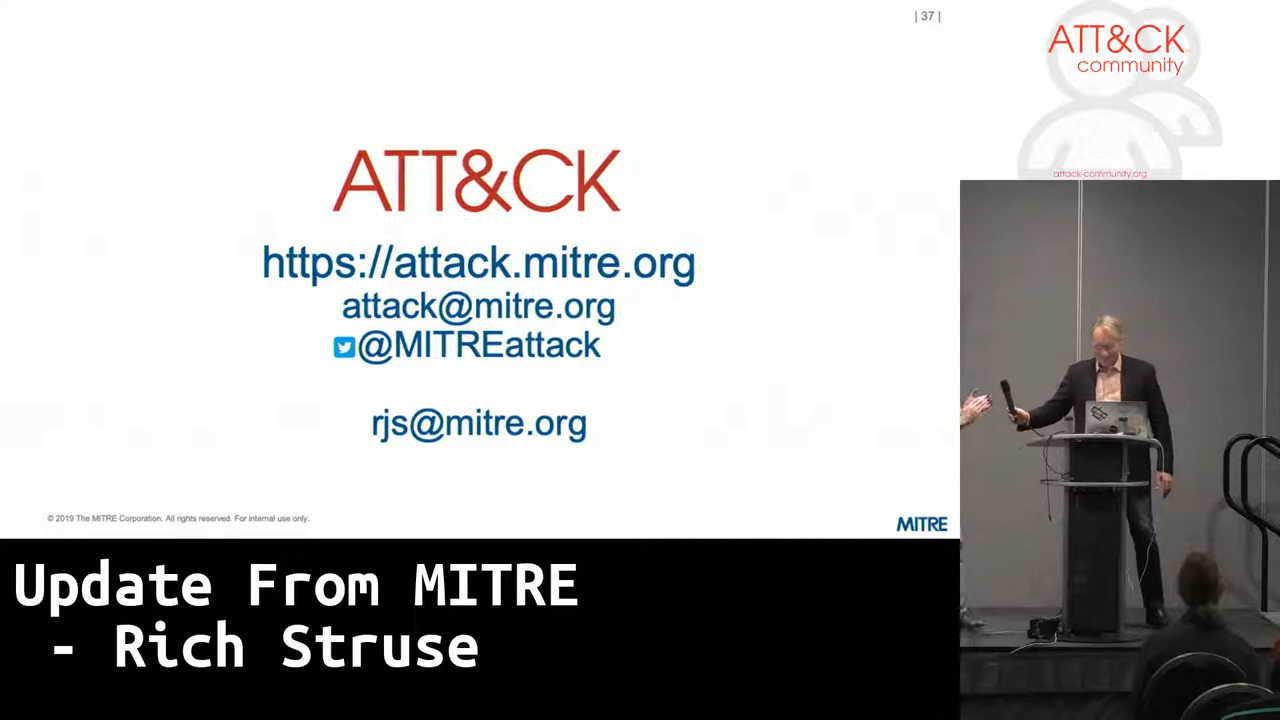 | 37 |
ATT&CK
https://attack.mitre.org
attack@mitre.org
@MITREattack
rjs@mitre.org
© 2019 The MITRE Corporation. All rights reserved. For internal use only.
MITRE
ATT&CK
community
attack-community.org
Update From MITRE
- Rich Struse